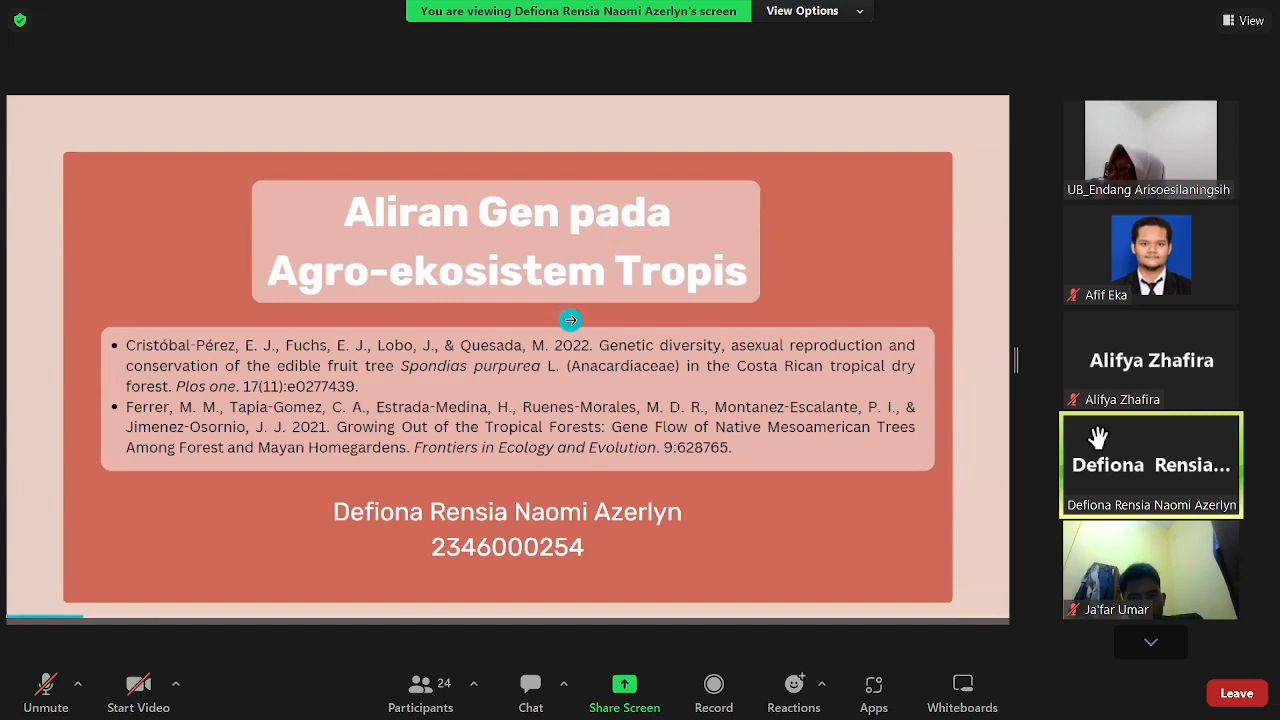 You are viewing Defiona Rensia Naomi Azerlyn's screen
View Options
View
Aliran Gen pada
Agro-ekosistem Tropis
• Cristóbal-Pérez, E. J., Fuchs, E. J., Lobo, J., & Quesada, M. 2022. Genetic diversity, asexual reproduction and
conservation of the edible fruit tree Spondias purpurea L. (Anacardiaceae) in the Costa Rican tropical dry
forest. Plos one. 17(11):e0277439.
• Ferrer, M. M., Tapia-Gomez, C. A., Estrada-Medina, H., Ruenes-Morales, M. D. R., Montanez-Escalante, P. I., &
Jimenez-Osornio, J. J. 2021. Growing Out of the Tropical Forests: Gene Flow of Native Mesoamerican Trees
Among Forest and Mayan Homegardens. Frontiers in Ecology and Evolution. 9:628765.
Defiona Rensia Naomi Azerlyn
2346000254
UB_Endang Arisoesilaningsih
Afif Eka
Alifya Zhafira
Alifya Zhafira
Defiona Rensia...
Defiona Rensia Naomi Azerlyn
Ja'far Umar
Unmute
Start Video
24
Participants
Chat
Share Screen
Record
Reactions
Apps
Whiteboards
Leave